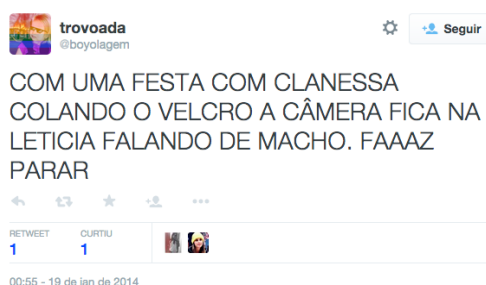 trovoada
@boyolagem
Seguir
COM UMA FESTA COM CLANESSA
COLANDO O VELCRO A CÂMERA FICA NA
LETICIA FALANDO DE MACHO. FAAAZ
PARAR
RETWEET
CURTIU
1
1
00:55 - 19 de jan de 2014